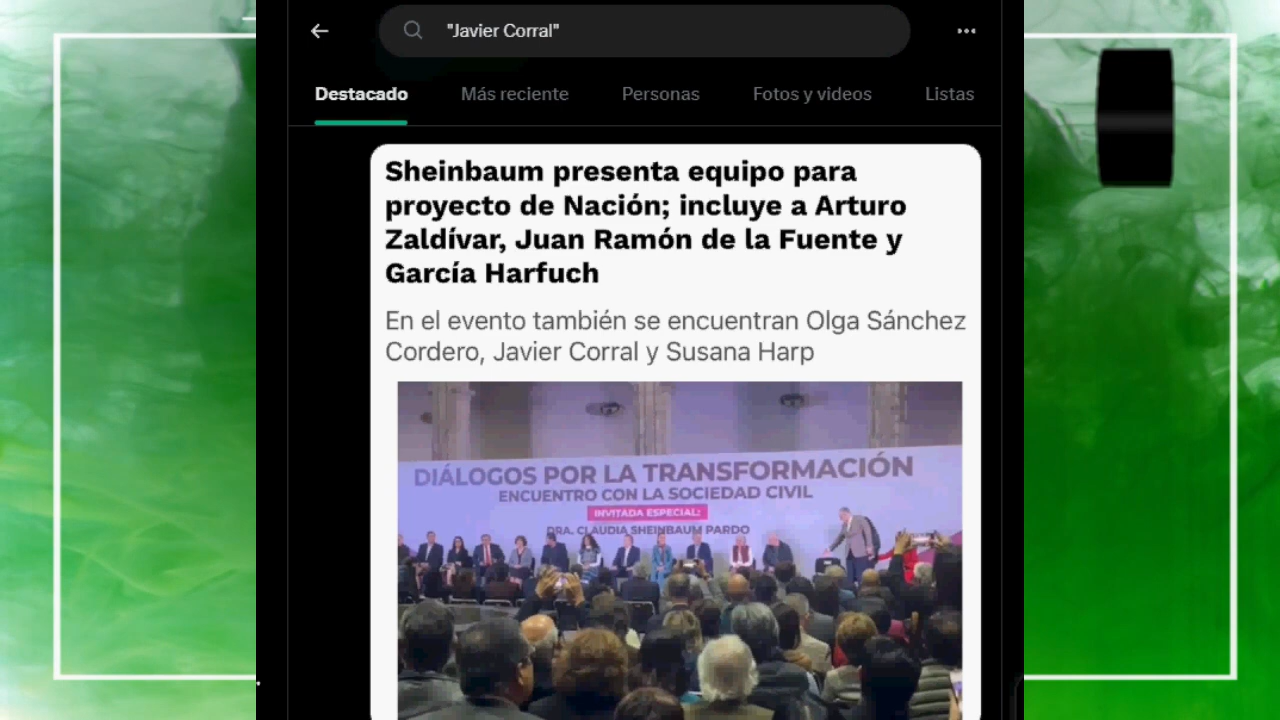 "Javier Corral"
Destacado
Más reciente
Personas
Fotos y videos
Listas
Sheinbaum presenta equipo para
proyecto de Nación; incluye a Arturo
Zaldívar, Juan Ramón de la Fuente y
García Harfuch
En el evento también se encuentran Olga Sánchez
Cordero, Javier Corral y Susana Harp
DIÁLOGOS POR LA TRANSFORMACIÓN
ENCUENTRO CON LA SOCIEDAD CIVIL
INVITADA ESPECIAL:
DRA. CLAUDIA SHEINBAUM PARDO